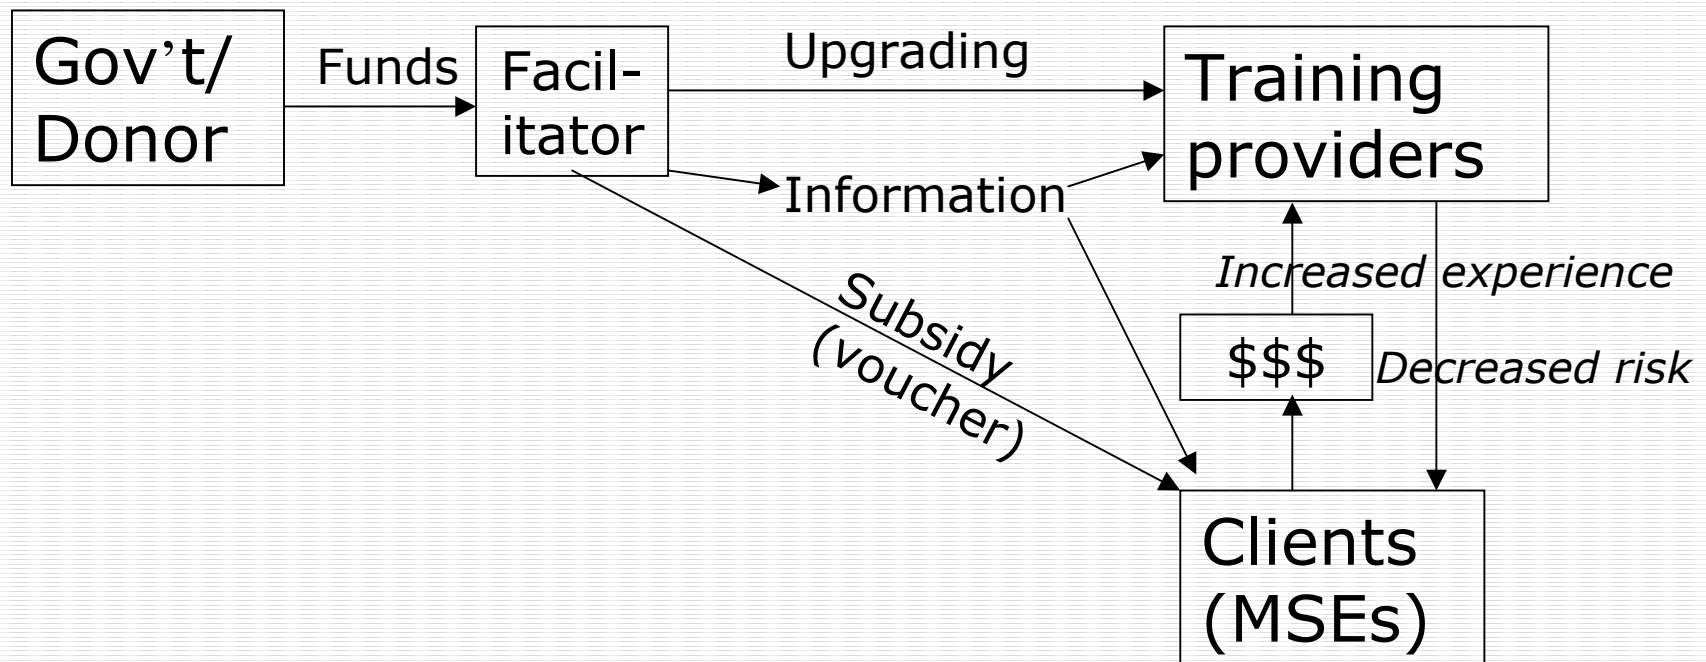 Gov’t/
Donor
Funds
Facil-
itator
Upgrading
Training
providers
Information
Subsidy
(voucher)
Increased experience
$$$
Decreased risk
Clients
(MSEs)